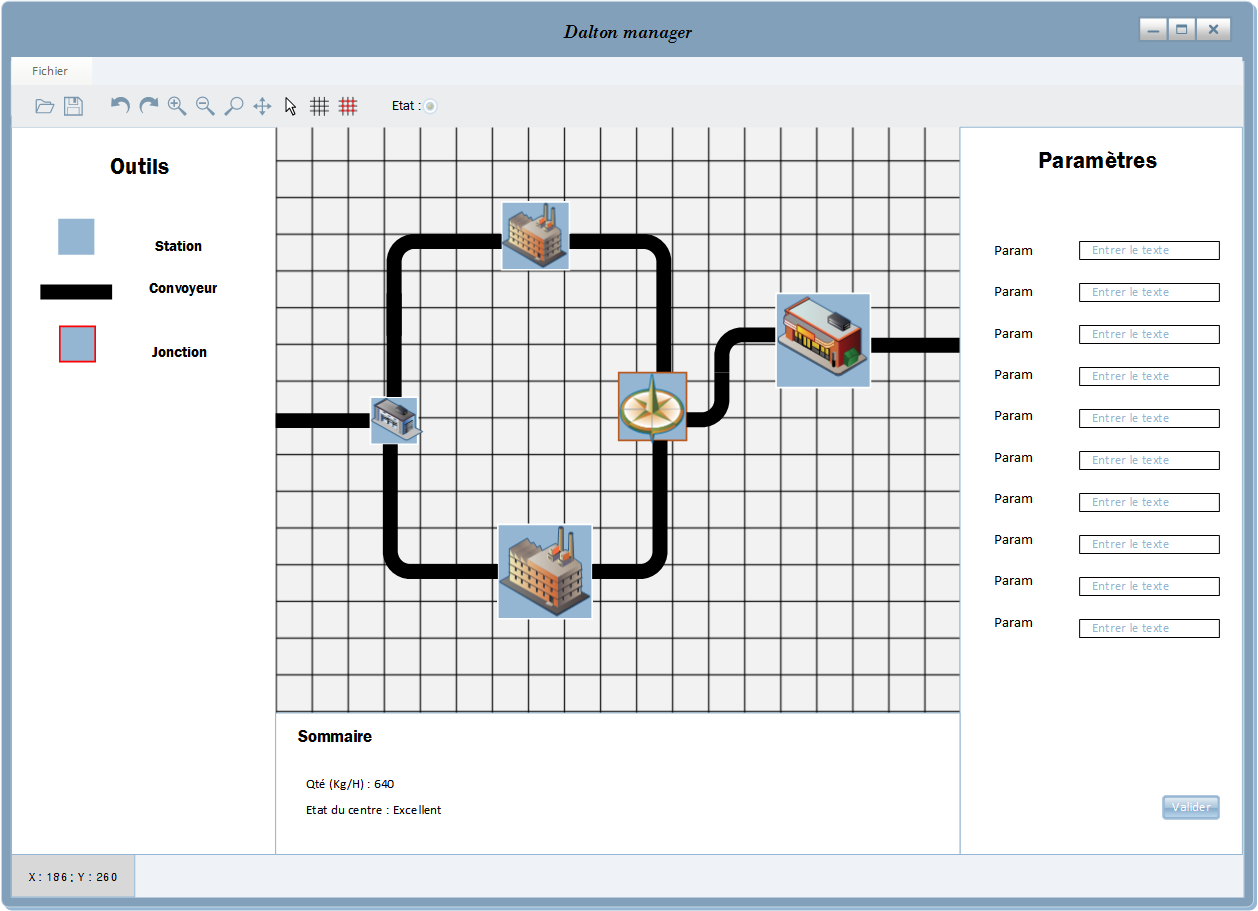 Dalton manager
Fichier
Etat :
Outils
Station
Convoyeur
Jonction
Paramètres
Param Entrer le texte
Param Entrer le texte
Param Entrer le texte
Param Entrer le texte
Param Entrer le texte
Param Entrer le texte
Param Entrer le texte
Param Entrer le texte
Param Entrer le texte
Param Entrer le texte
Valider
Sommaire
Qté (Kg/H) : 640
Etat du centre : Excellent
X : 186 ; Y : 260